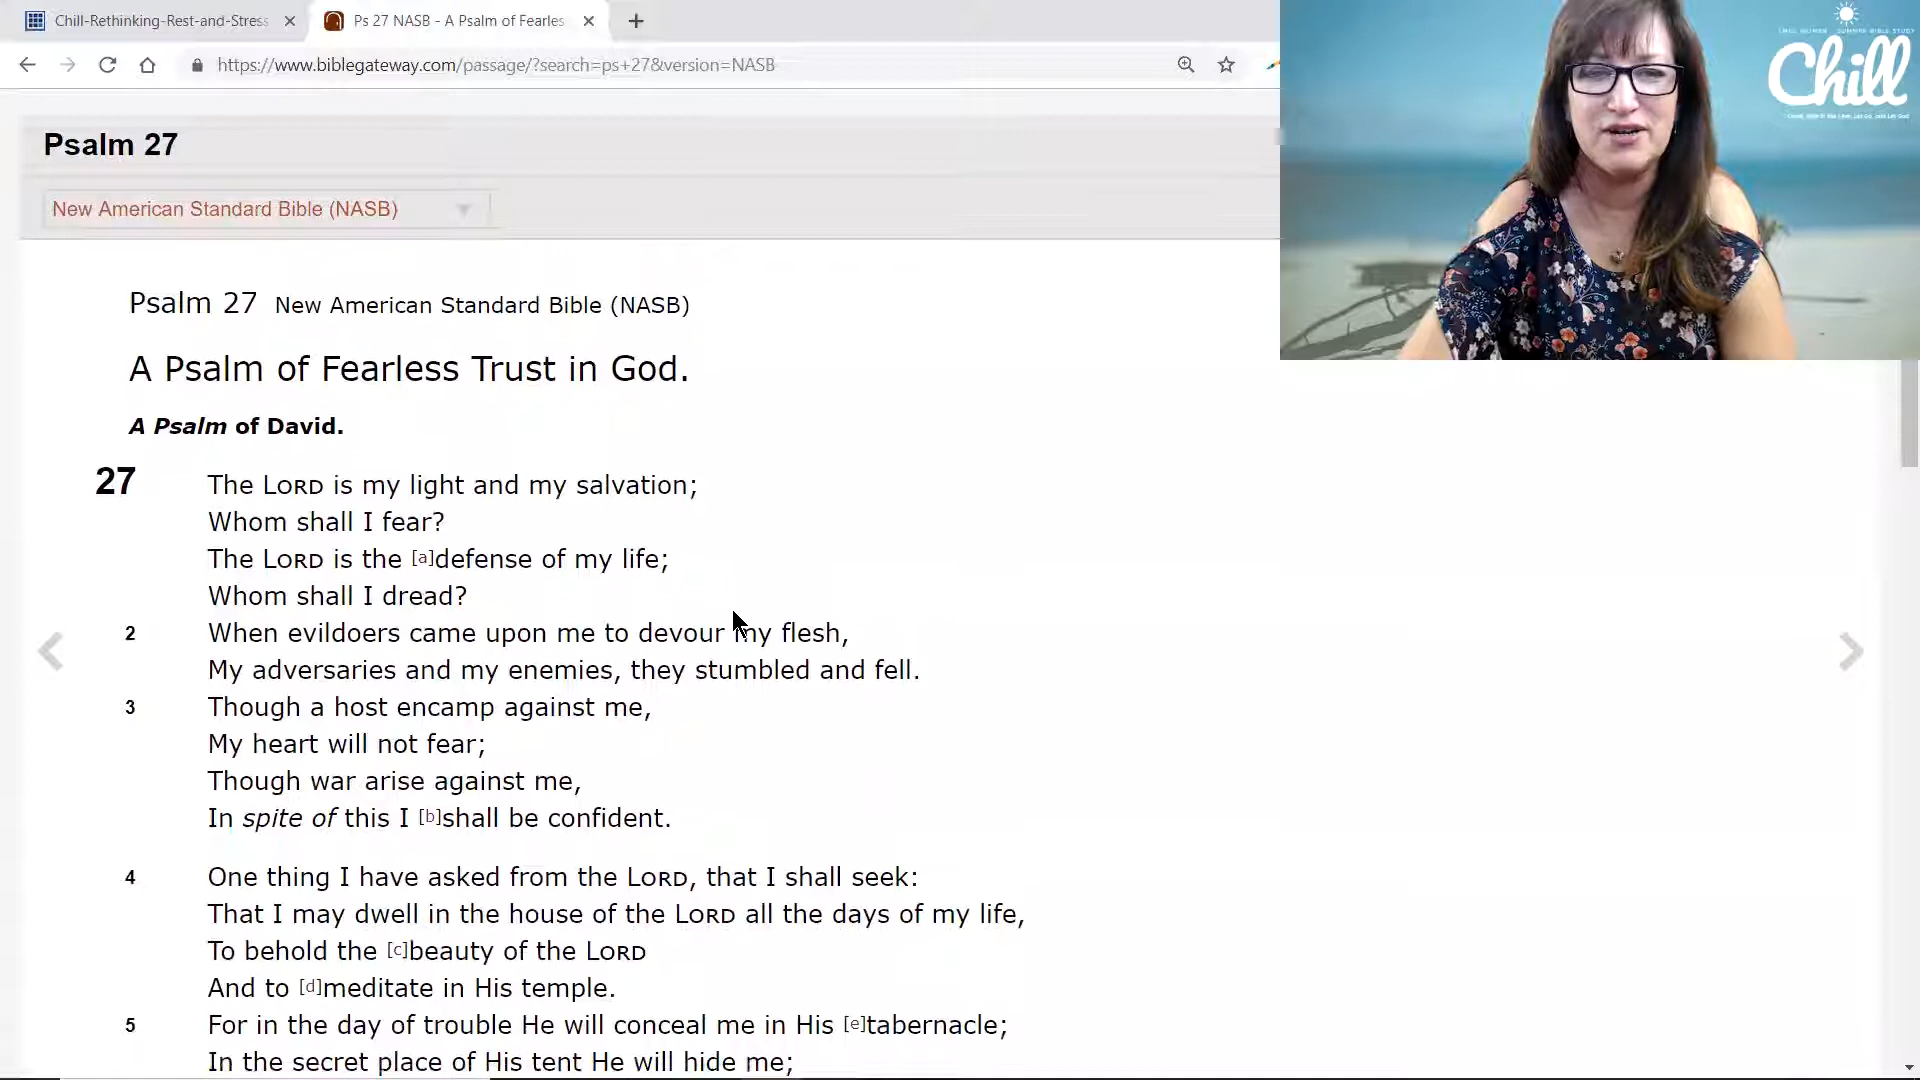 Chill-Rethinking-Rest-and-Stress
Ps 27 NASB - A Psalm of Fearles
https://www.biblegateway.com/passage/?search=ps+27&version=NASB
Chill
Psalm 27
New American Standard Bible (NASB)
Psalm 27 New American Standard Bible (NASB)
A Psalm of Fearless Trust in God.
A Psalm of David.
27 The LORD is my light and my salvation;
Whom shall I fear?
The LORD is the [a]defense of my life;
Whom shall I dread?
2 When evildoers came upon me to devour my flesh,
My adversaries and my enemies, they stumbled and fell.
3 Though a host encamp against me,
My heart will not fear;
Though war arise against me,
In spite of this I [b]shall be confident.
4 One thing I have asked from the LORD, that I shall seek:
That I may dwell in the house of the LORD all the days of my life,
To behold the [c]beauty of the LORD
And to [d]meditate in His temple.
5 For in the day of trouble He will conceal me in His [e]tabernacle;
In the secret place of His tent He will hide me;